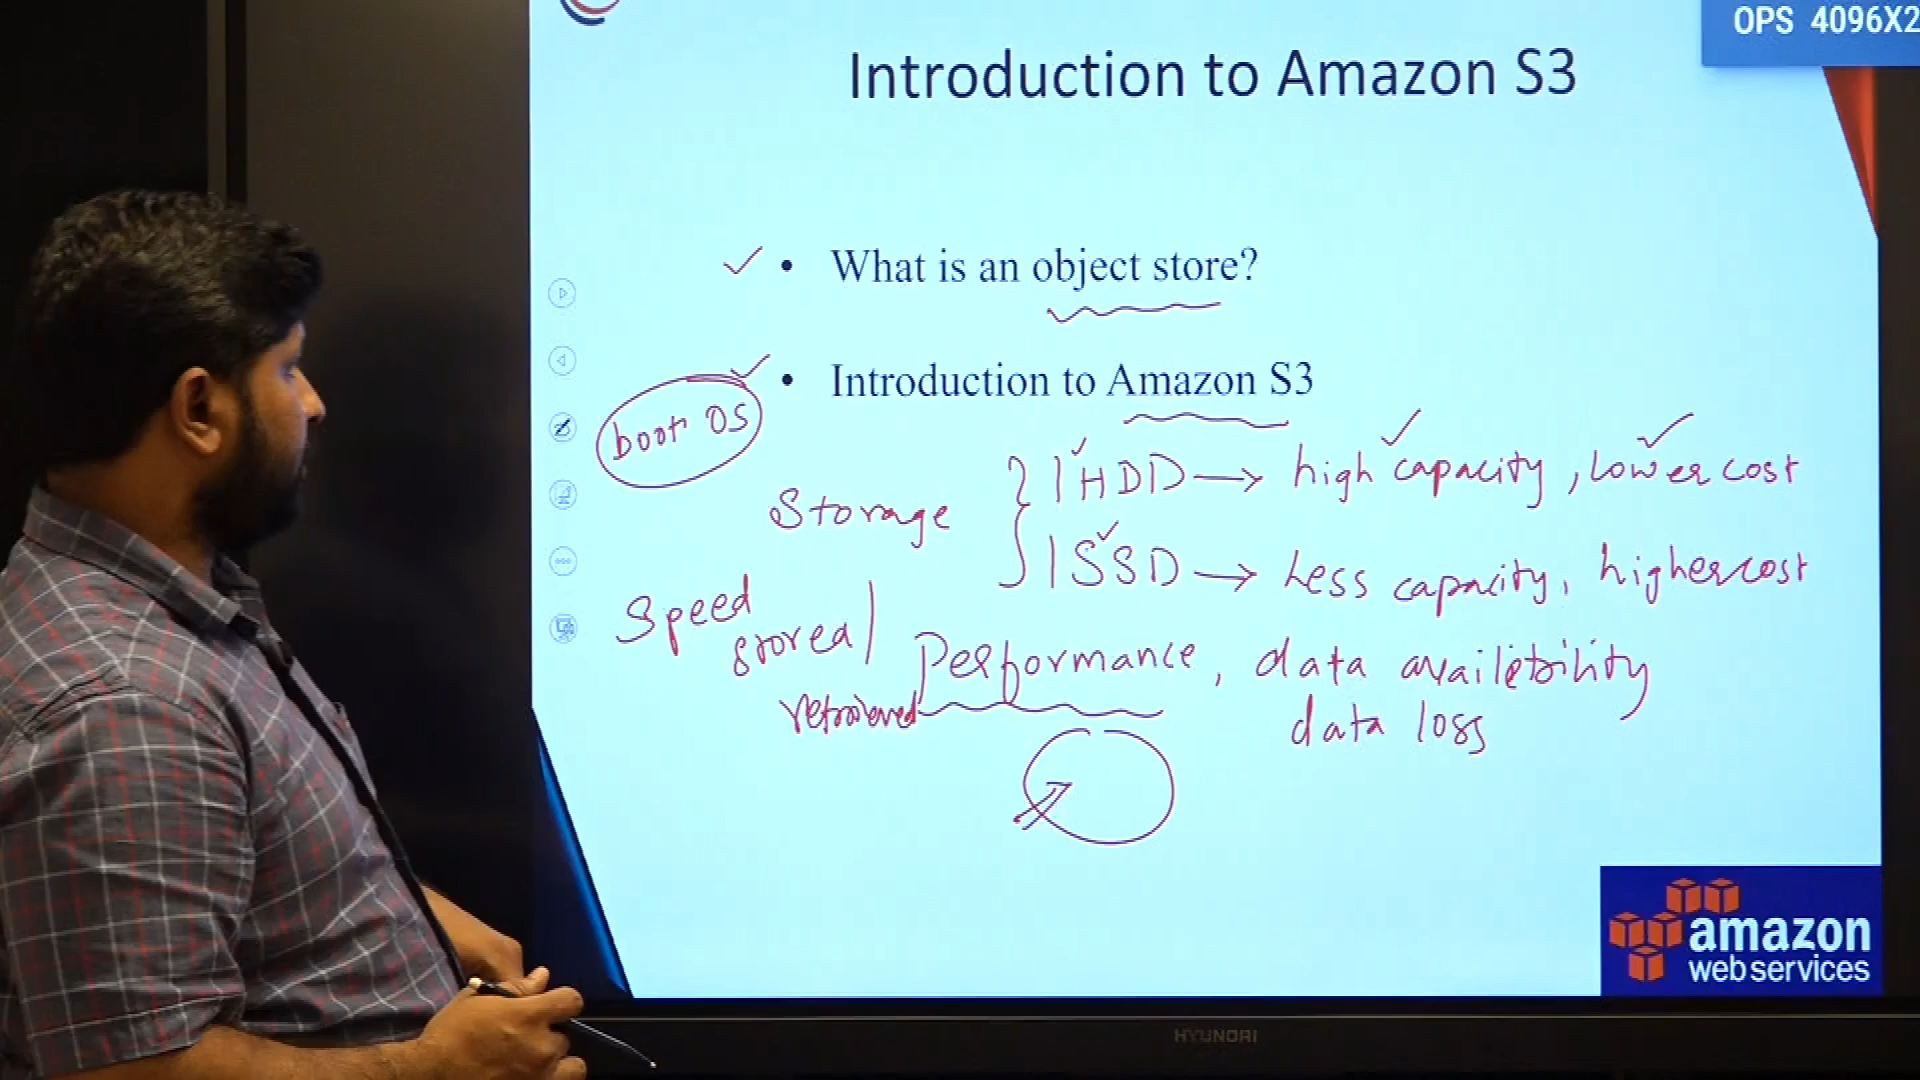 OPS 4096X2
Introduction to Amazon S3
✓ • What is an object store?
✓ • Introduction to Amazon S3
boot OS
Storage
HDD → high capacity, lower cost
SSD → Less capacity, higher cost
Speed
stored/
retrieved
Performance, data availability
data loss
amazon
web services
HYUNDAI